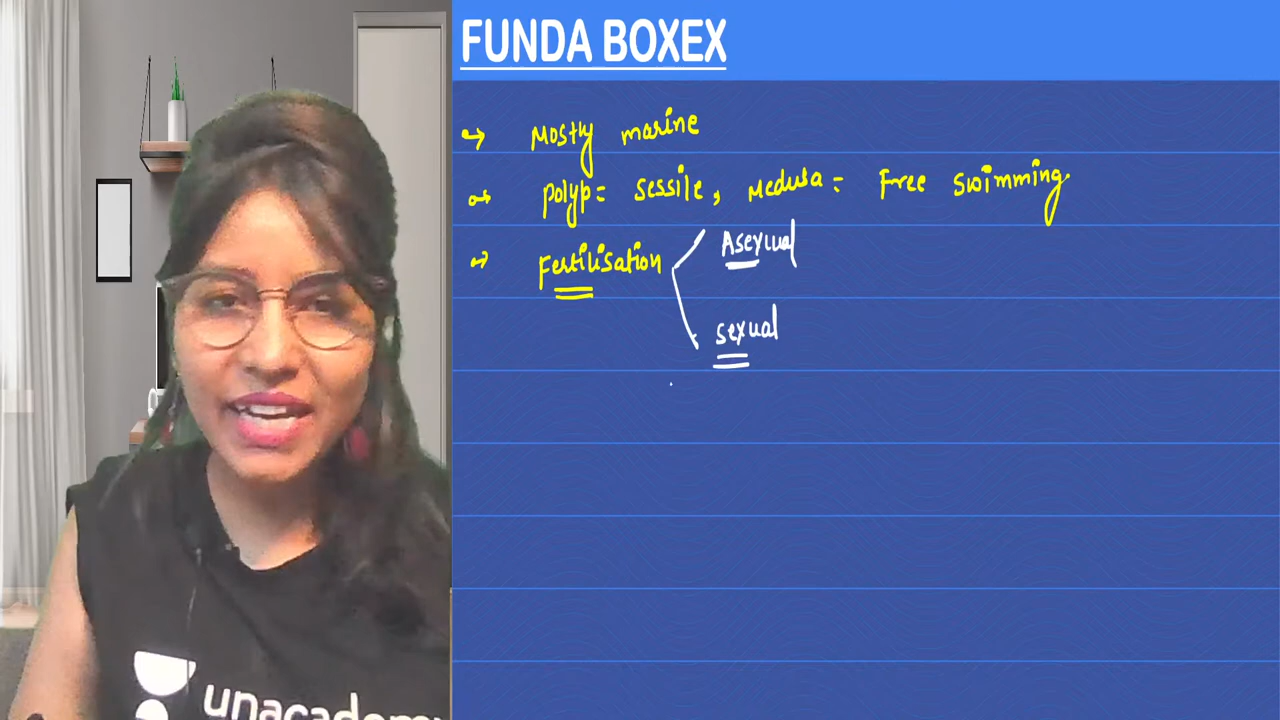 FUNDA BOXEX
→ Mostly marine
→ polyp = sessile, Medusa = Free swimming.
→ Fertilisation
Asexual
sexual
unacademy